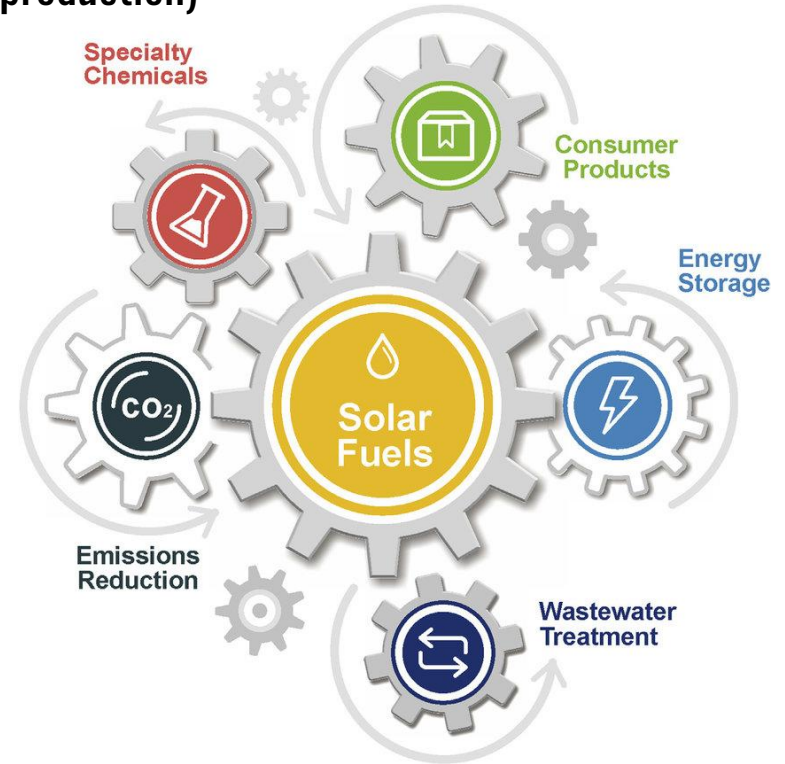 production)
Specialty
Chemicals
Consumer
Products
Energy
Storage
CO₂
Solar
Fuels
Emissions
Reduction
Wastewater
Treatment